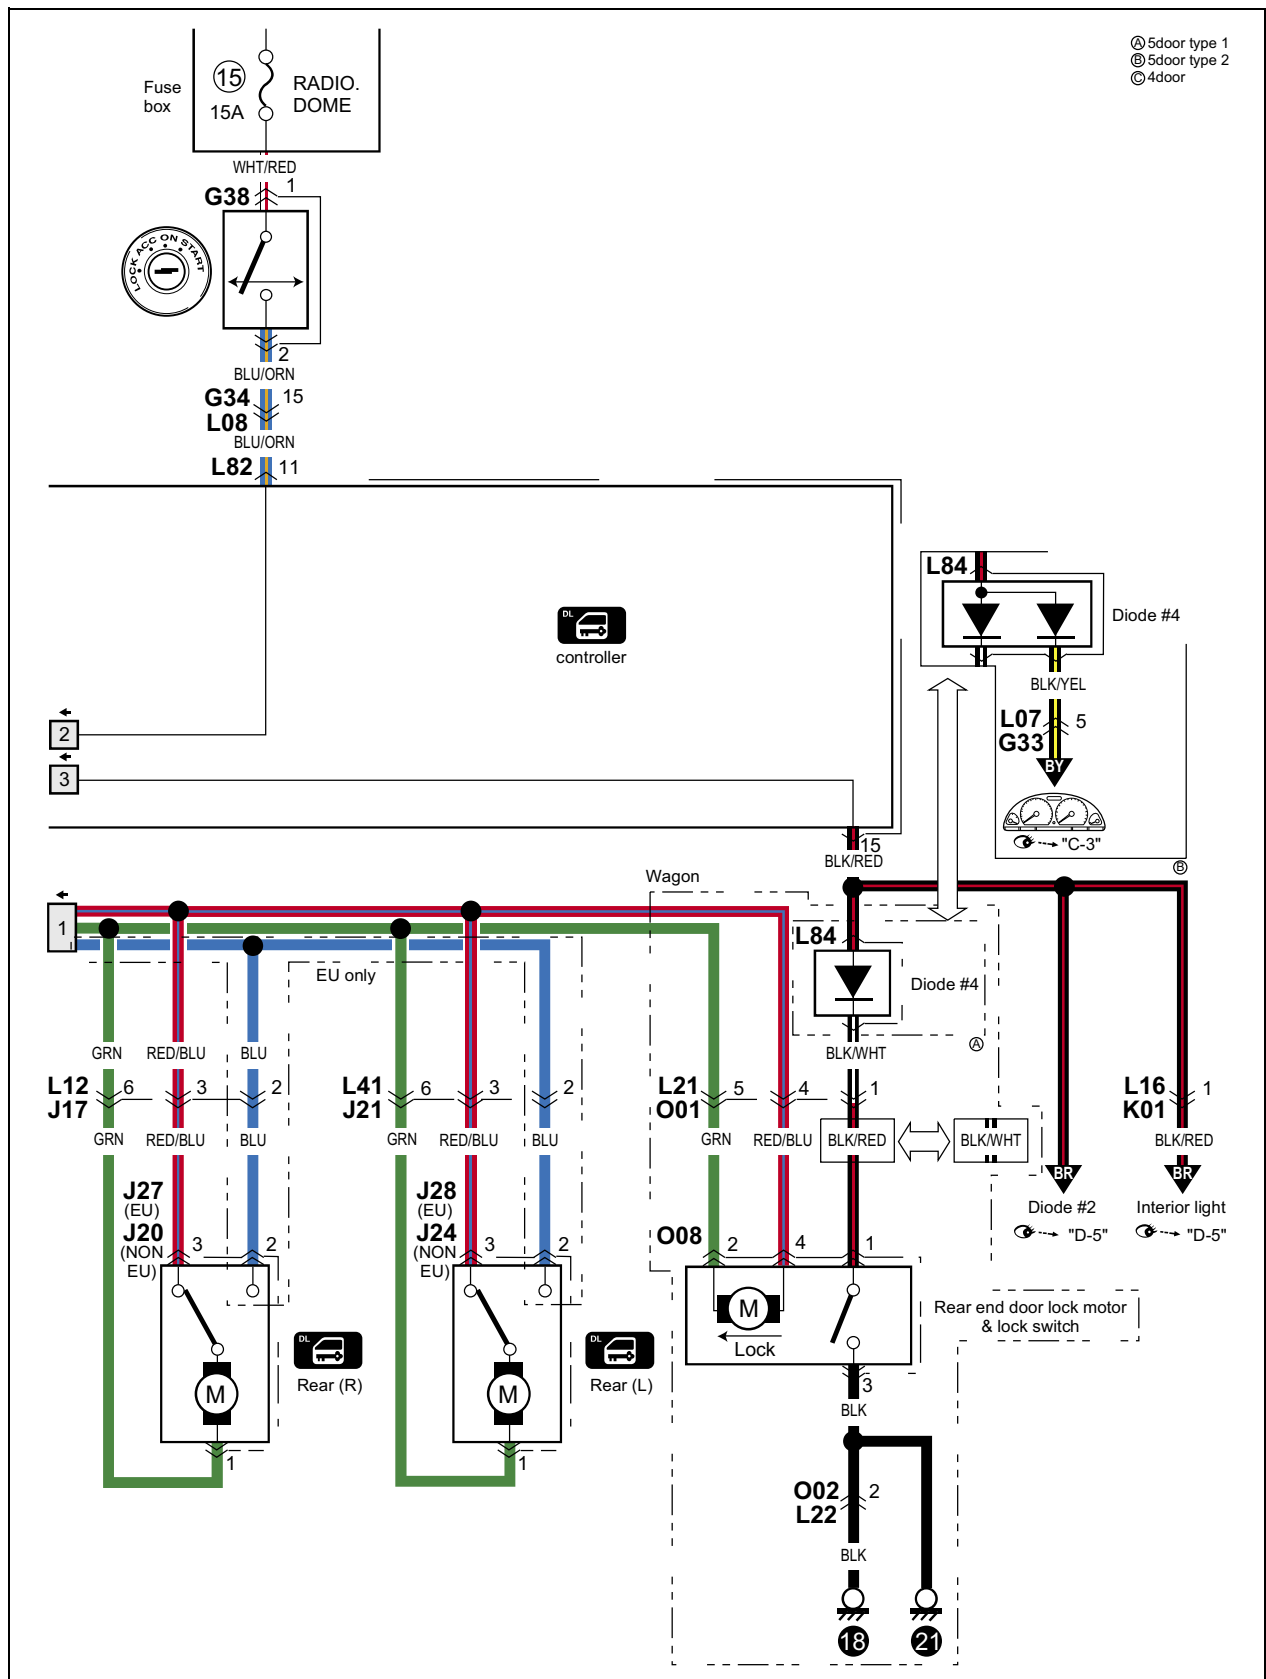 Ⓐ 5door type 1
Ⓑ 5door type 2
Ⓒ 4door
Fuse
box
15
15A
RADIO.
DOME
WHT/RED
G38
1
LOCK ACC ON START
2
BLU/ORN
G34
15
L08
BLU/ORN
L82
11
DL
controller
L84
Diode #4
BLK/YEL
L07
5
G33
BY
"C-3"
Ⓑ
2
3
15
BLK/RED
Wagon
1
L84
Diode #4
EU only
Ⓐ
GRN
RED/BLU
BLU
BLK/WHT
L12
J17
6
3
2
L41
J21
6
3
2
L21
O01
5
4
1
L16
K01
1
GRN
RED/BLU
BLU
GRN
RED/BLU
BLU
GRN
RED/BLU
BLK/RED
BLK/WHT
BLK/RED
J27
(EU)
J20
(NON
EU)
3
2
J28
(EU)
J24
(NON
EU)
3
2
O08
2
4
1
BR
Diode #2
"D-5"
BR
Interior light
"D-5"
M
Lock
Rear end door lock motor
& lock switch
DL
Rear (R)
M
1
DL
Rear (L)
M
1
3
BLK
O02
2
L22
BLK
18
21